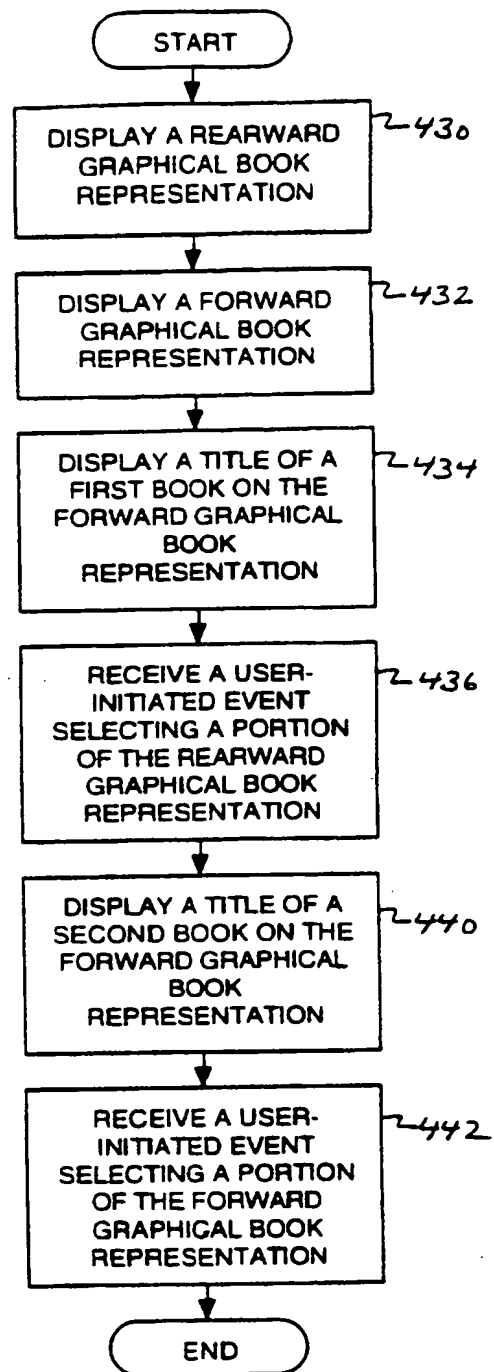 START
DISPLAY A REARWARD
GRAPHICAL BOOK
REPRESENTATION
430
DISPLAY A FORWARD
GRAPHICAL BOOK
REPRESENTATION
432
DISPLAY A TITLE OF A
FIRST BOOK ON THE
FORWARD GRAPHICAL
BOOK
REPRESENTATION
434
RECEIVE A USER-
INITIATED EVENT
SELECTING A PORTION
OF THE REARWARD
GRAPHICAL BOOK
REPRESENTATION
436
DISPLAY A TITLE OF A
SECOND BOOK ON THE
FORWARD GRAPHICAL
BOOK
REPRESENTATION
440
RECEIVE A USER-
INITIATED EVENT
SELECTING A PORTION
OF THE FORWARD
GRAPHICAL BOOK
REPRESENTATION
442
END